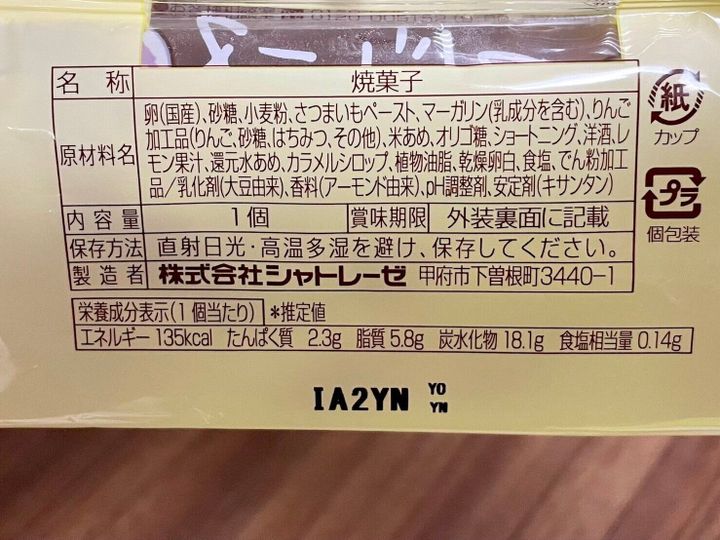 名称 焼菓子
原材料名 卵(国産)、砂糖、小麦粉、さつまいもペースト、マーガリン(乳成分を含む)、りんご
加工品(りんご、砂糖、はちみつ、その他)、米あめ、オリゴ糖、ショートニング、洋酒、レ
モン果汁、還元水あめ、カラメルシロップ、植物油脂、乾燥卵白、食塩、でん粉加工
品/乳化剤(大豆由来)、香料(アーモンド由来)、pH調整剤、安定剤(キサンタン)
内容量 1個 賞味期限 外装裏面に記載
保存方法 直射日光・高温多湿を避け、保存してください。
製造者 株式会社シャトレーゼ 甲府市下曽根町3440-1
紙
カップ
プラ
個包装
栄養成分表示(1個当たり) *推定値
エネルギー 135kcal たんぱく質 2.3g 脂質 5.8g 炭水化物 18.1g 食塩相当量 0.14g
IA2YN YO
YN